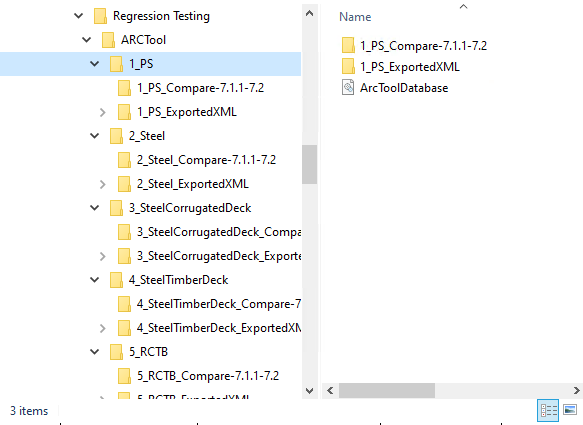 Regression Testing
ARCTool
1_PS
1_PS_Compare-7.1.1-7.2
1_PS_ExportedXML
2_Steel
2_Steel_Compare-7.1.1-7.2
2_Steel_ExportedXML
3_SteelCorrugatedDeck
3_SteelCorrugatedDeck_Compa
3_SteelCorrugatedDeck_Exporte
4_SteelTimberDeck
4_SteelTimberDeck_Compare-7
4_SteelTimberDeck_ExportedXM
5_RCTB
5_RCTB_Compare-7.1.1-7.2
5_RCTB_ExportedXML
3 items
Name
1_PS_Compare-7.1.1-7.2
1_PS_ExportedXML
ArcToolDatabase